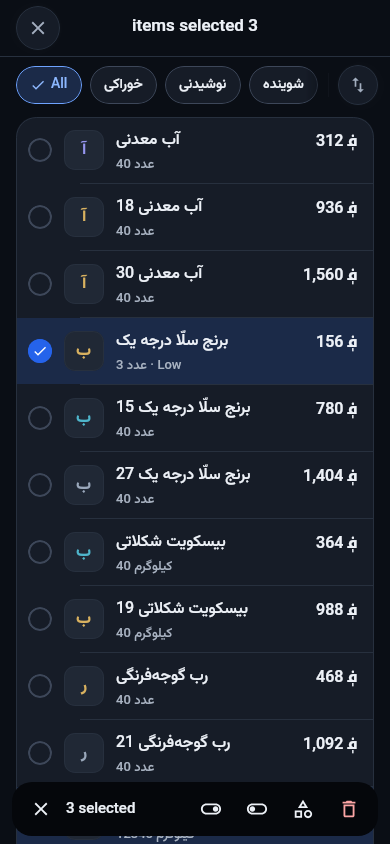 items selected 3
All
خوراکی
نوشیدنی
شوینده
آ
آب معدنی
312 ؋
40 عدد
آ
آب معدنی 18
936 ؋
40 عدد
آ
آب معدنی 30
1,560 ؋
40 عدد
ب
برنج سلّا درجه یک
156 ؋
3 عدد · Low
ب
برنج سلّا درجه یک 15
780 ؋
40 عدد
ب
برنج سلّا درجه یک 27
1,404 ؋
40 عدد
ب
بیسکویت شکلاتی
364 ؋
40 کیلوگرم
ب
بیسکویت شکلاتی 19
988 ؋
40 کیلوگرم
ر
رب گوجه‌فرنگی
468 ؋
40 عدد
ر
رب گوجه‌فرنگی 21
1,092 ؋
40 عدد
3 selected